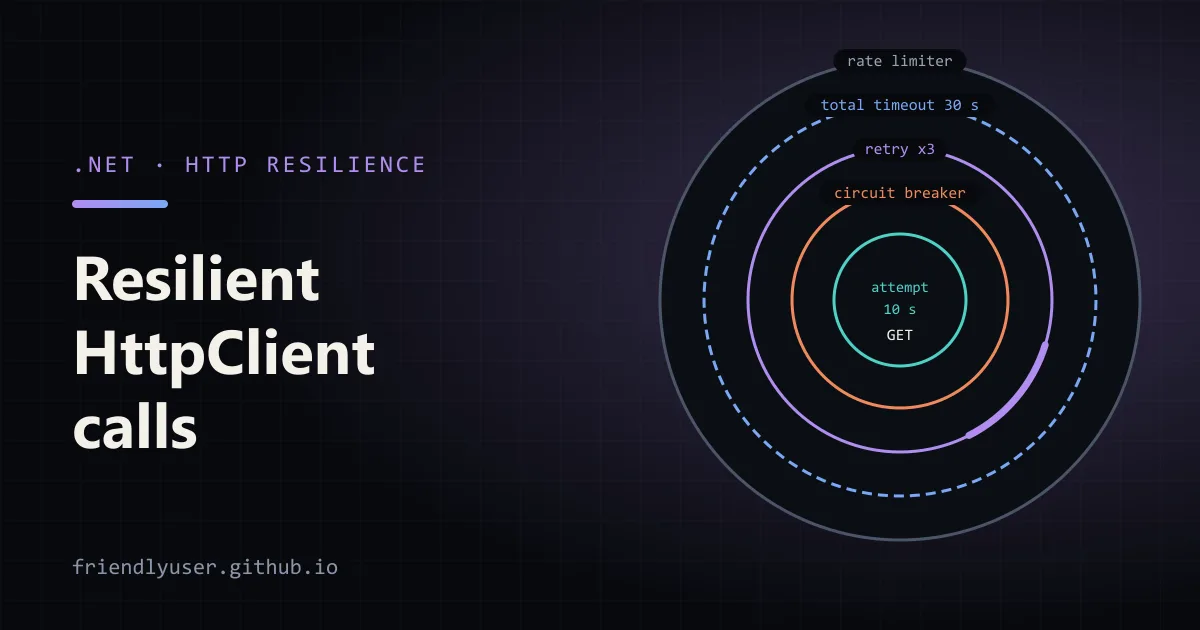 .NET · HTTP RESILIENCE
Resilient
HttpClient
calls
friendlyuser.github.io
rate limiter
total timeout 30 s
retry x3
circuit breaker
attempt
10 s
GET